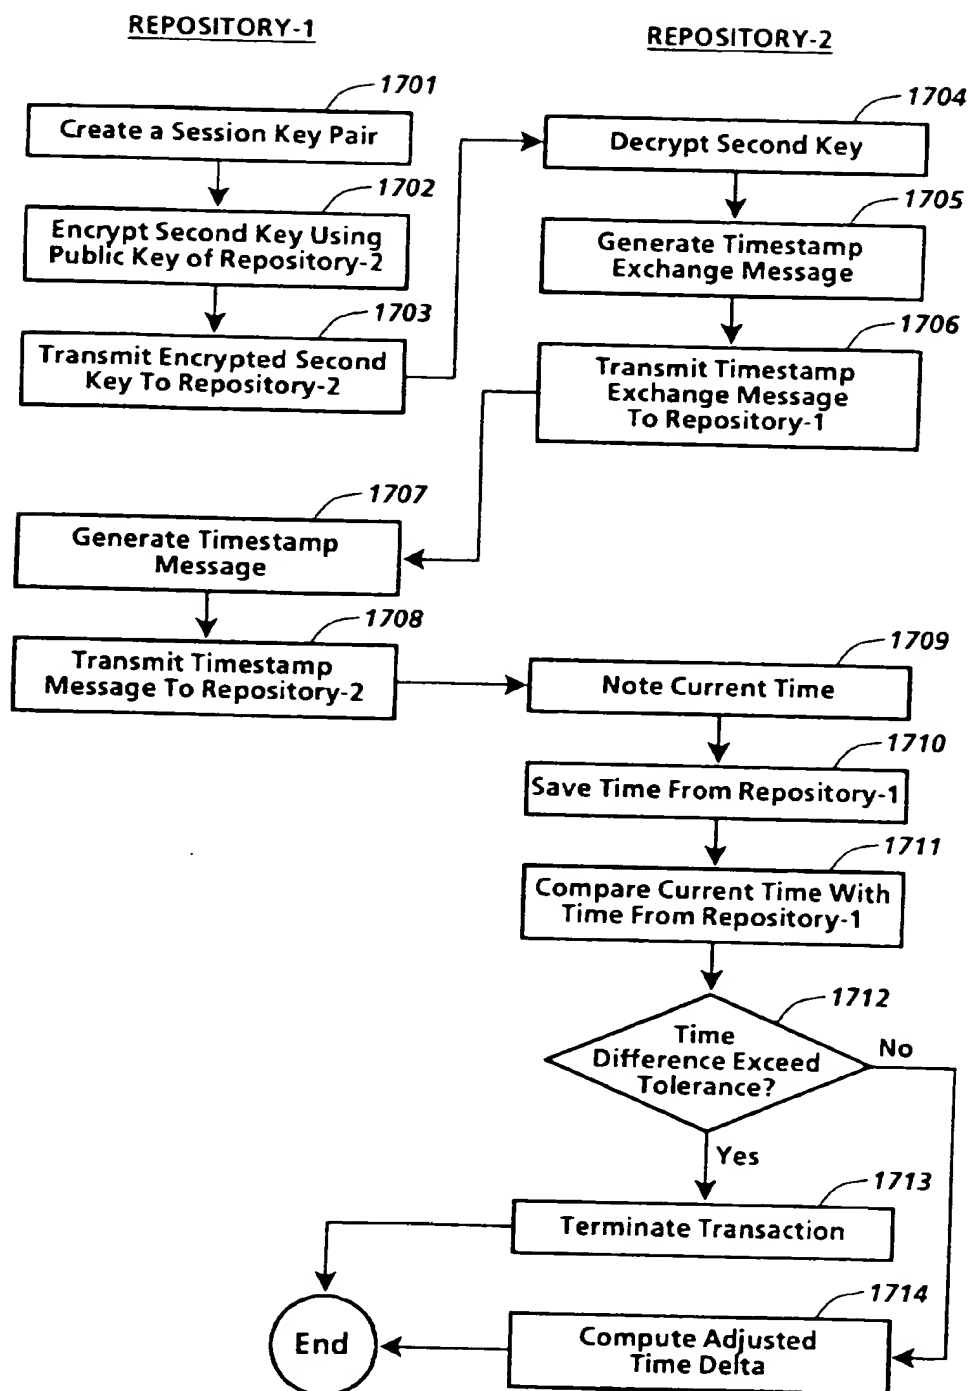 REPOSITORY-1
REPOSITORY-2
1701
Create a Session Key Pair
1702
Encrypt Second Key Using
Public Key of Repository-2
1703
Transmit Encrypted Second
Key To Repository-2
1704
Decrypt Second Key
1705
Generate Timestamp
Exchange Message
1706
Transmit Timestamp
Exchange Message
To Repository-1
1707
Generate Timestamp
Message
1708
Transmit Timestamp
Message To Repository-2
1709
Note Current Time
1710
Save Time From Repository-1
1711
Compare Current Time With
Time From Repository-1
1712
Time
Difference Exceed
Tolerance?
No
Yes
1713
Terminate Transaction
1714
Compute Adjusted
Time Delta
End